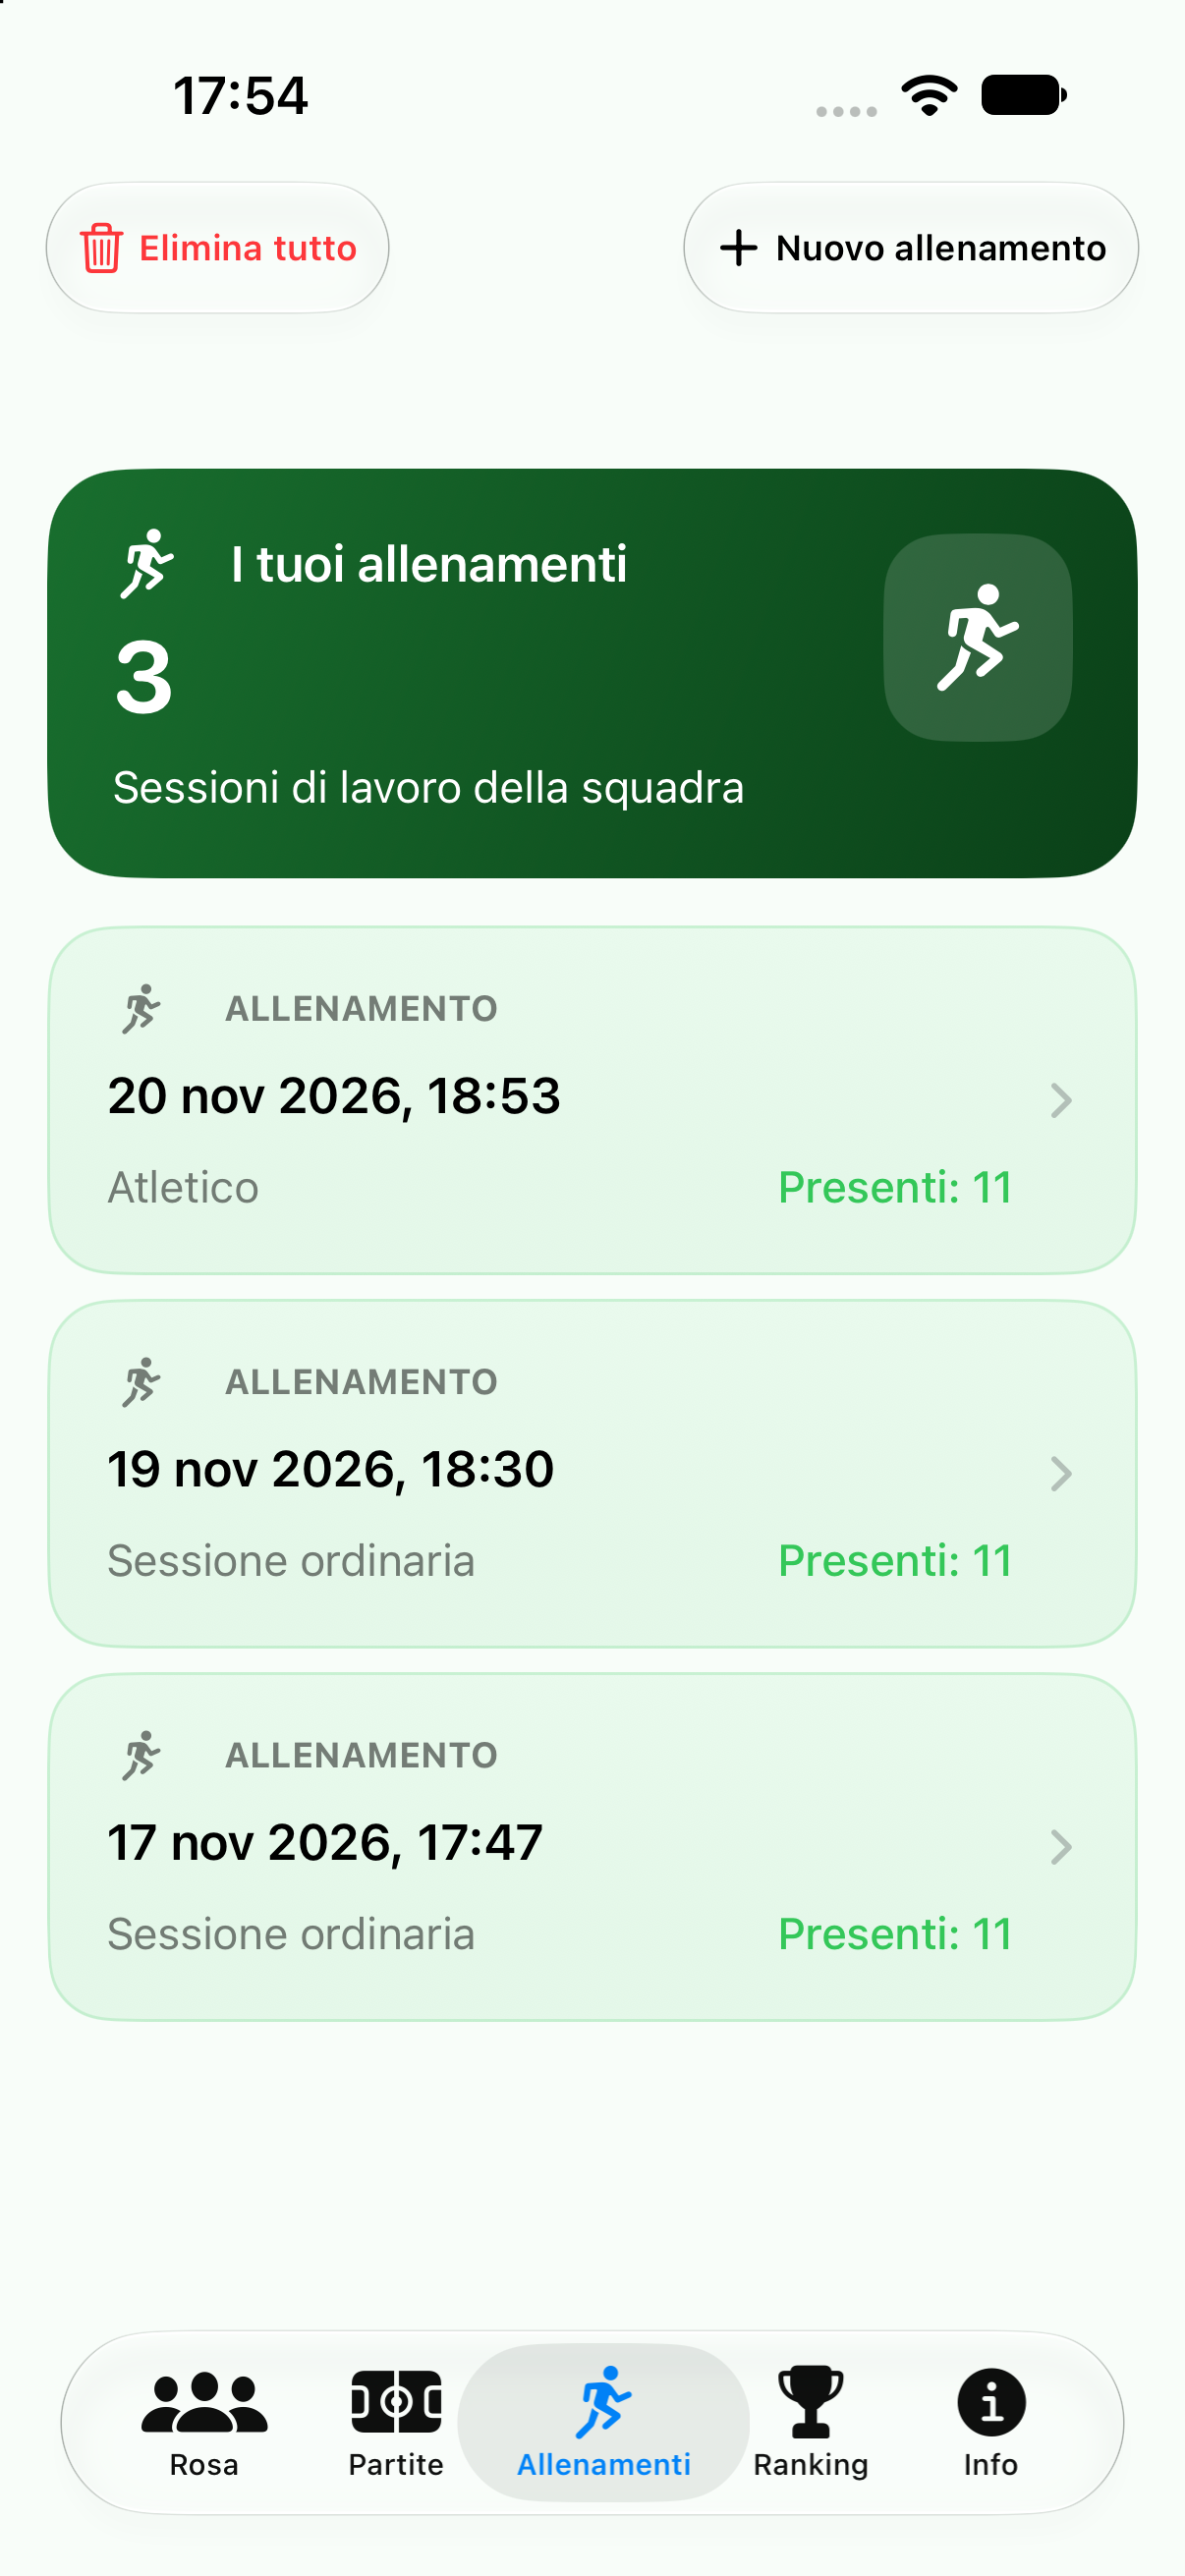 17:54
Elimina tutto
Nuovo allenamento
I tuoi allenamenti
3
Sessioni di lavoro della squadra
ALLENAMENTO
20 nov 2026, 18:53
Atletico
Presenti: 11
ALLENAMENTO
19 nov 2026, 18:30
Sessione ordinaria
Presenti: 11
ALLENAMENTO
17 nov 2026, 17:47
Sessione ordinaria
Presenti: 11
Rosa
Partite
Allenamenti
Ranking
Info